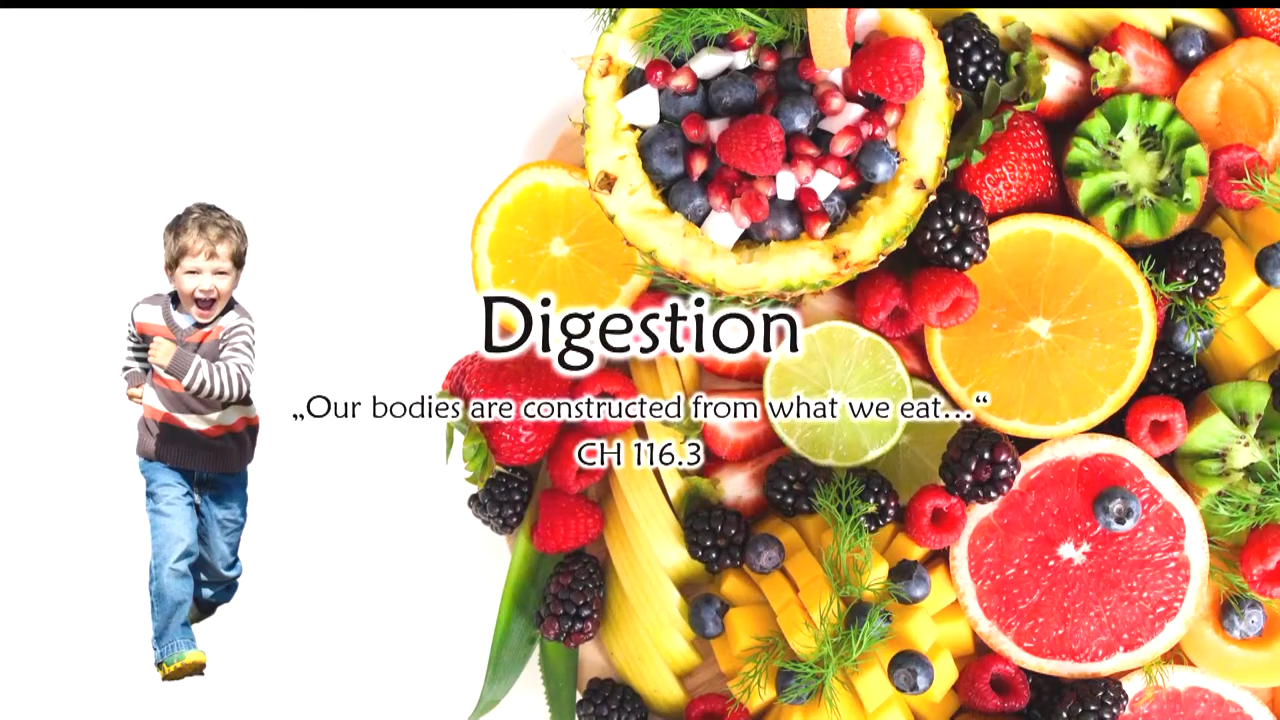 Digestion
„Our bodies are constructed from what we eat…“
CH 116.3